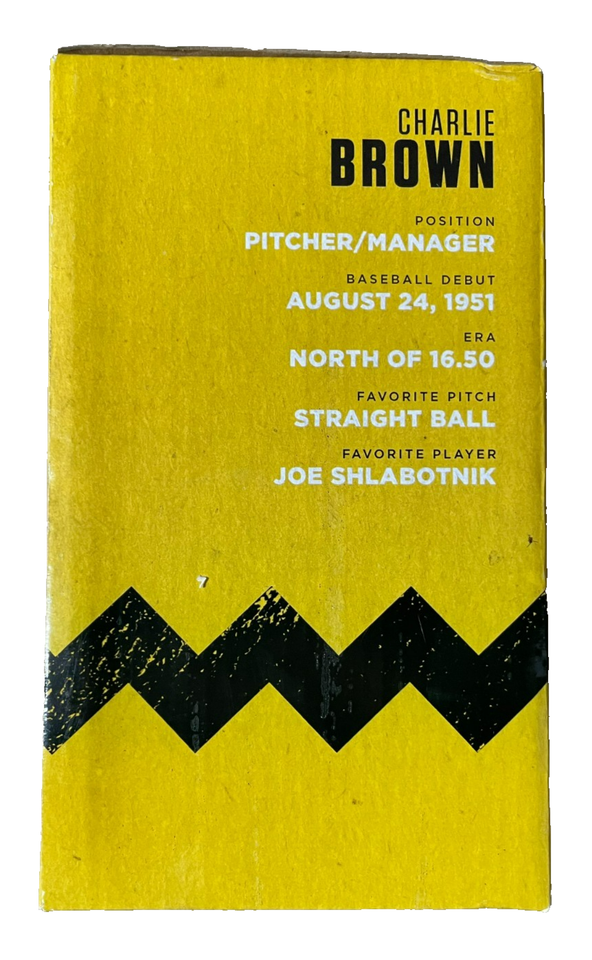 CHARLIE
BROWN
POSITION
PITCHER/MANAGER
BASEBALL DEBUT
AUGUST 24, 1951
ERA
NORTH OF 16.50
FAVORITE PITCH
STRAIGHT BALL
FAVORITE PLAYER
JOE SHLABOTNIK